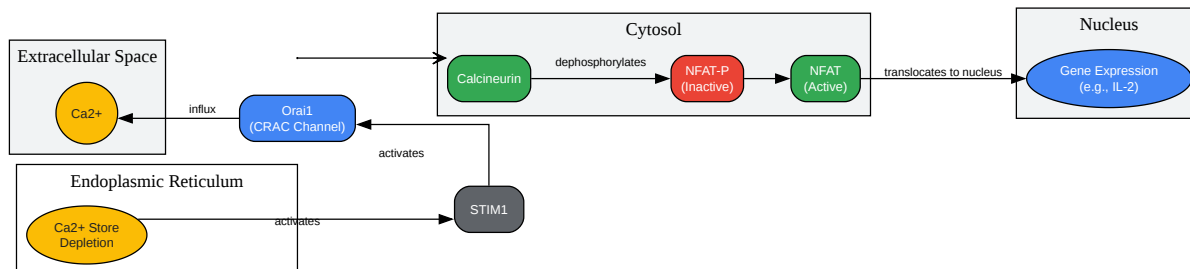 Extracellular Space
Ca2+
influx
Orai1
(CRAC Channel)
activates
Endoplasmic Reticulum
Ca2+ Store
Depletion
activates
STIM1
Cytosol
Calcineurin
dephosphorylates
NFAT-P
(Inactive)
NFAT
(Active)
translocates to nucleus
Nucleus
Gene Expression
(e.g., IL-2)